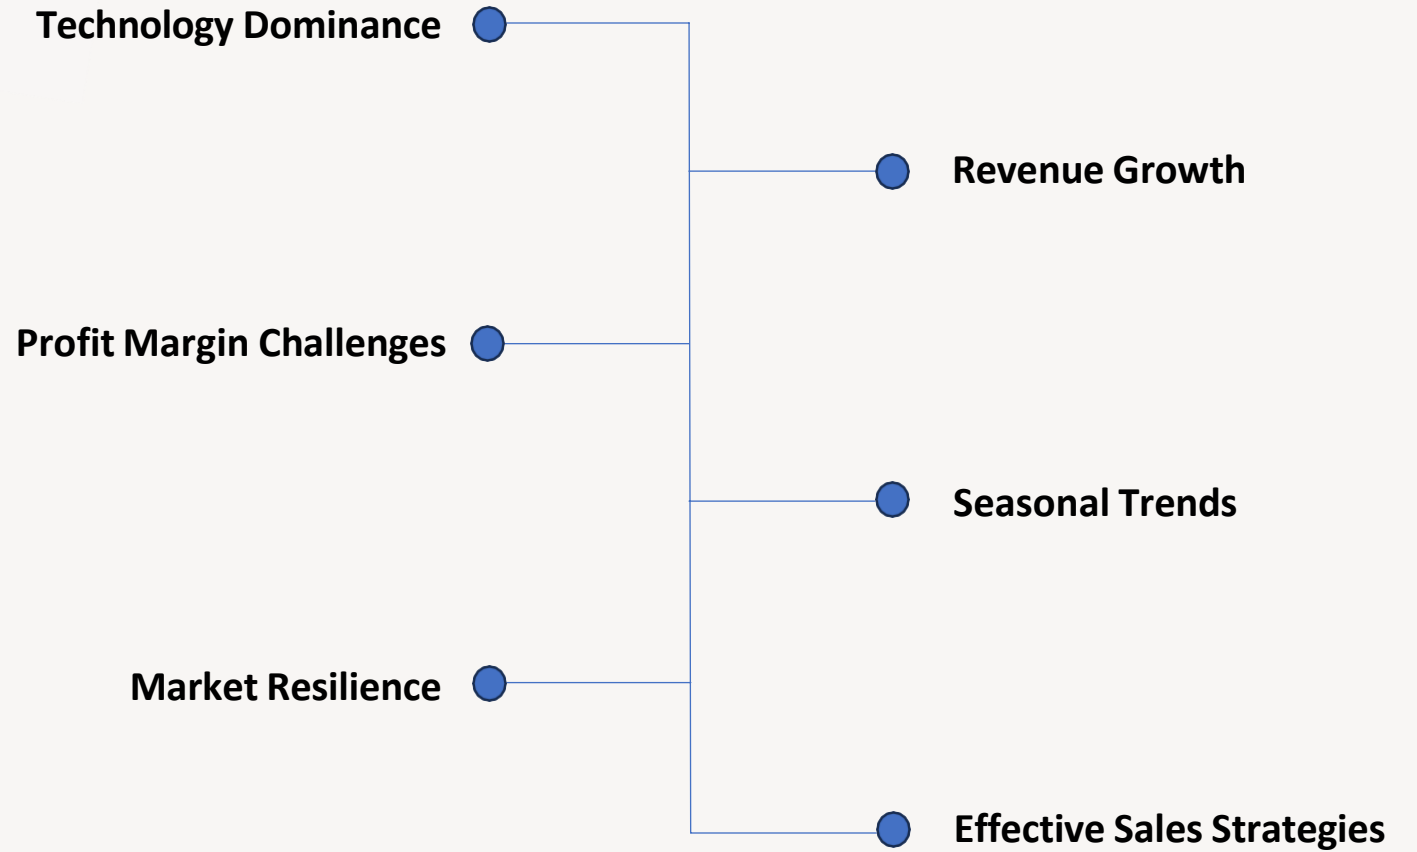 Technology Dominance
Revenue Growth
Profit Margin Challenges
Seasonal Trends
Market Resilience
Effective Sales Strategies